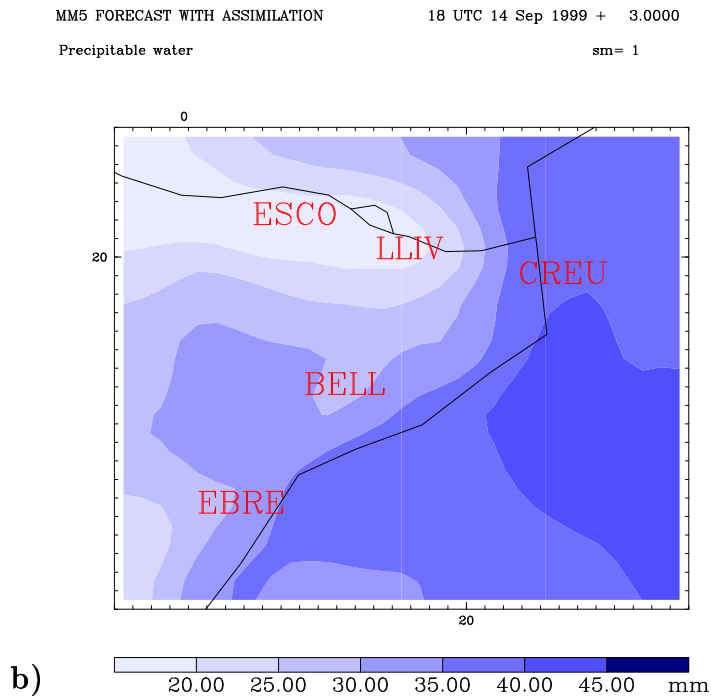 MM5 FORECAST WITH ASSIMILATION 18 UTC 14 Sep 1999 + 3.0000
Precipitable water sm= 1
0
ESCO
LLIV
20
CREU
BELL
EBRE
20
b) 20.00 25.00 30.00 35.00 40.00 45.00 mm